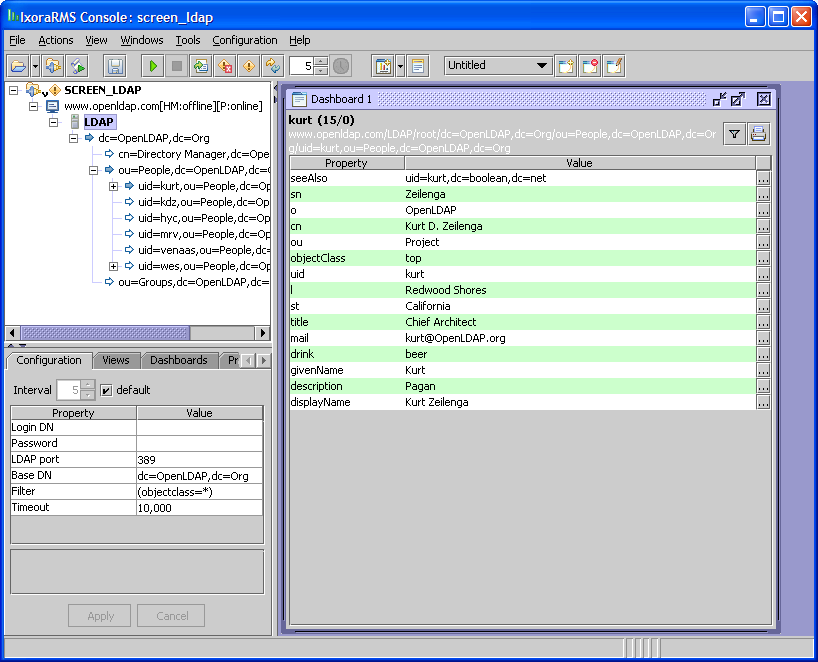 IxoraRMS Console: screen_ldap
File Actions View Windows Tools Configuration Help
5 Untitled
SCREEN_LDAP
www.openldap.com[HM:offline][P:online]
LDAP
dc=OpenLDAP,dc=Org
cn=Directory Manager,dc=Ope
ou=People,dc=OpenLDAP,dc=
uid=kurt,ou=People,dc=Op
uid=kdz,ou=People,dc=Op
uid=hyc,ou=People,dc=Op
uid=mrv,ou=People,dc=Op
uid=venaas,ou=People,dc
uid=wes,ou=People,dc=Op
ou=Groups,dc=OpenLDAP,dc=
Configuration Views Dashboards Pr
Interval 5 default
Property Value
Login DN
Password
LDAP port 389
Base DN dc=OpenLDAP,dc=Org
Filter (objectclass=*)
Timeout 10,000
Apply Cancel
Dashboard 1
kurt (15/0)
www.openldap.com/LDAP/root/dc=OpenLDAP,dc=Org/ou=People,dc=OpenLDAP,dc=Or
g/uid=kurt,ou=People,dc=OpenLDAP,dc=Org
Property Value
seeAlso uid=kurt,dc=boolean,dc=net ...
sn Zeilenga ...
o OpenLDAP ...
cn Kurt D. Zeilenga ...
ou Project ...
objectClass top ...
uid kurt ...
l Redwood Shores ...
st California ...
title Chief Architect ...
mail kurt@OpenLDAP.org ...
drink beer ...
givenName Kurt ...
description Pagan ...
displayName Kurt Zeilenga ...